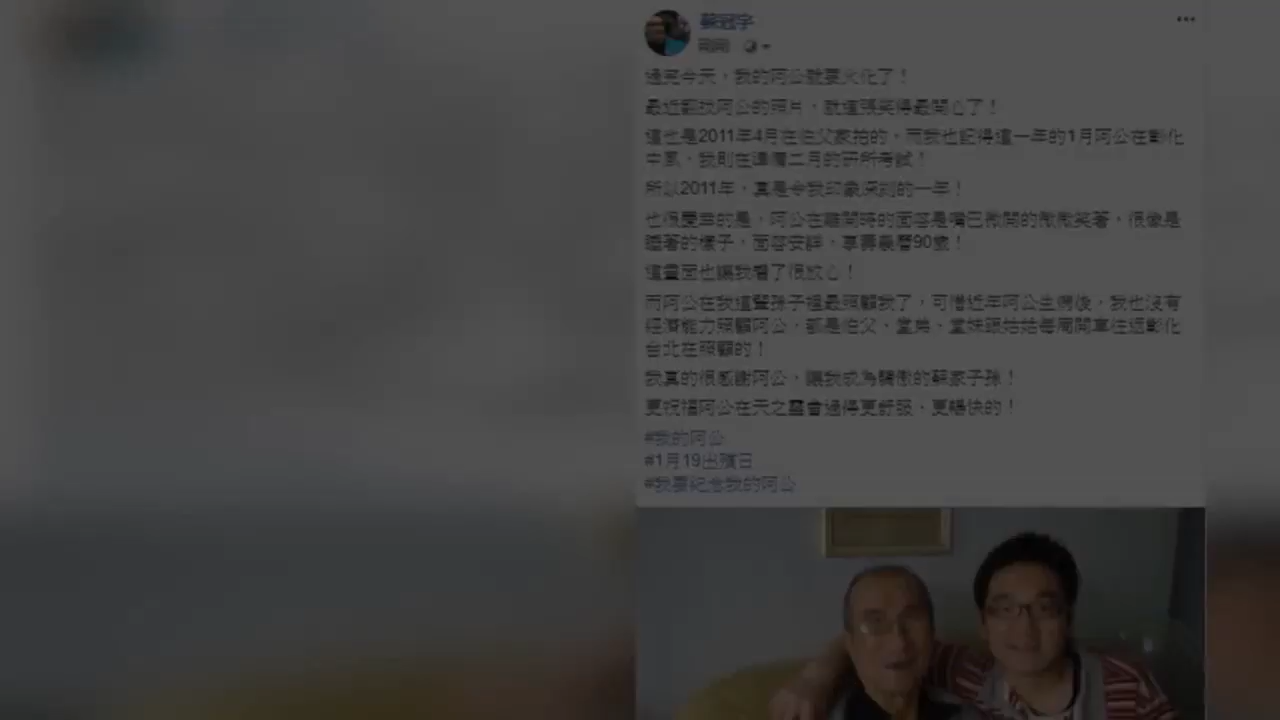 蘇冠宇
剛剛
過完今天，我的阿公就要火化了！
最近翻找阿公的照片，就這張笑得最開心了！
這也是2011年4月在伯父家拍的，而我也記得這一年的1月阿公在彰化
中風，我則在準備二月的研所考試！
所以2011年，真是令我印象深刻的一年！
也很慶幸的是，阿公在離開時的面容是嘴巴微開的微微笑著，很像是
睡著的樣子，面容安詳，享壽農曆90歲！
這畫面也讓我看了很放心！
而阿公在我這輩孫子裡最照顧我了，可惜近年阿公生病後，我也沒有
經濟能力照顧阿公，都是伯父、堂弟、堂妹跟姑姑每周開車往返彰化
台北在照顧的！
我真的很感謝阿公，讓我成為驕傲的蘇家子孫！
更祝福阿公在天之靈會過得更舒服、更暢快的！
#我的阿公
#1月19出殯日
#我要紀念我的阿公